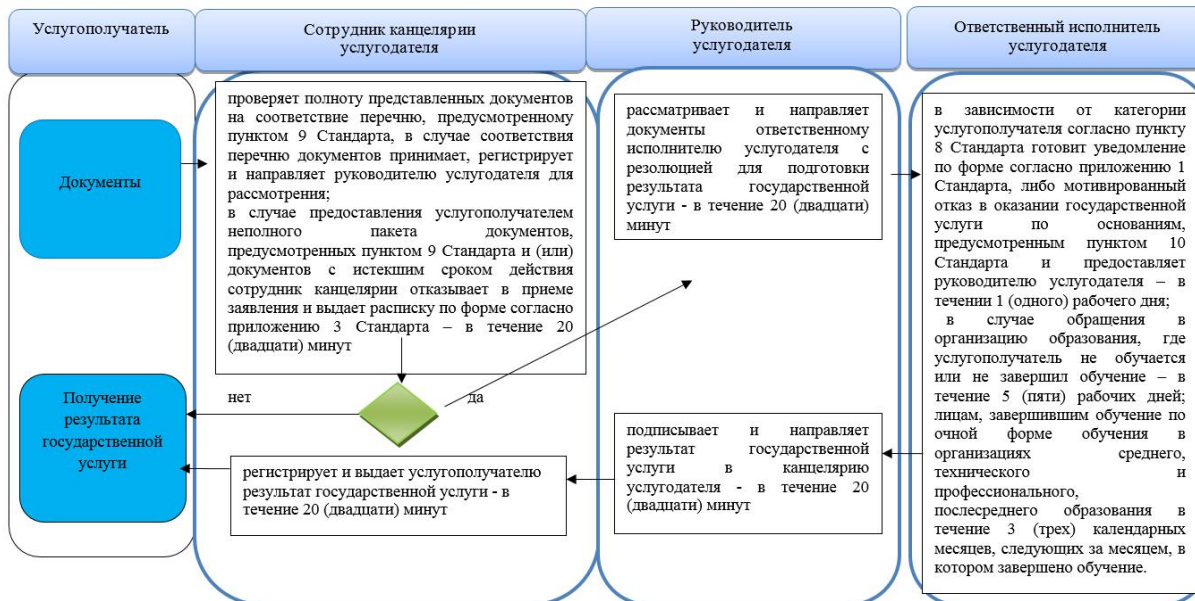 Услугополучатель
Сотрудник канцелярии
услугодателя
Руководитель
услугодателя
Ответственный исполнитель
услугодателя
Документы
проверяет полноту представленных документов
на соответствие перечню, предусмотренному
пунктом 9 Стандарта, в случае соответствия
перечню документов принимает, регистрирует
и направляет руководителю услугодателя для
рассмотрения;
в случае предоставления услугополучателем
неполного пакета документов,
предусмотренных пунктом 9 Стандарта и (или)
документов с истекшим сроком действия
сотрудник канцелярии отказывает в приеме
заявления и выдает расписку по форме согласно
приложению 3 Стандарта – в течение 20
(двадцати) минут
рассматривает и направляет
документы ответственному
исполнителю услугодателя с
резолюцией для подготовки
результата государственной
услуги - в течение 20 (двадцати)
минут
в зависимости от категории
услугополучателя согласно пункту
8 Стандарта готовит уведомление
по форме согласно приложению 1
Стандарта, либо мотивированный
отказ в оказании государственной
услуги по основаниям,
предусмотренным пунктом 10
Стандарта и предоставляет
руководителю услугодателя – в
течении 1 (одного) рабочего дня;
в случае обращения в
организацию образования, где
услугополучатель не обучается
или не завершил обучение – в
течение 5 (пяти) рабочих дней;
лицам, завершившим обучение по
очной форме обучения в
организациях среднего,
технического и
профессионального,
послесреднего образования в
течение 3 (трех) календарных
месяцев, следующих за месяцем, в
котором завершено обучение.
нет
да
Получение
результата
государственной
услуги
регистрирует и выдает услугополучателю
результат государственной услуги - в
течение 20 (двадцати) минут
подписывает и направляет
результат государственной
услуги в канцелярию
услугодателя - в течение 20
(двадцати) минут